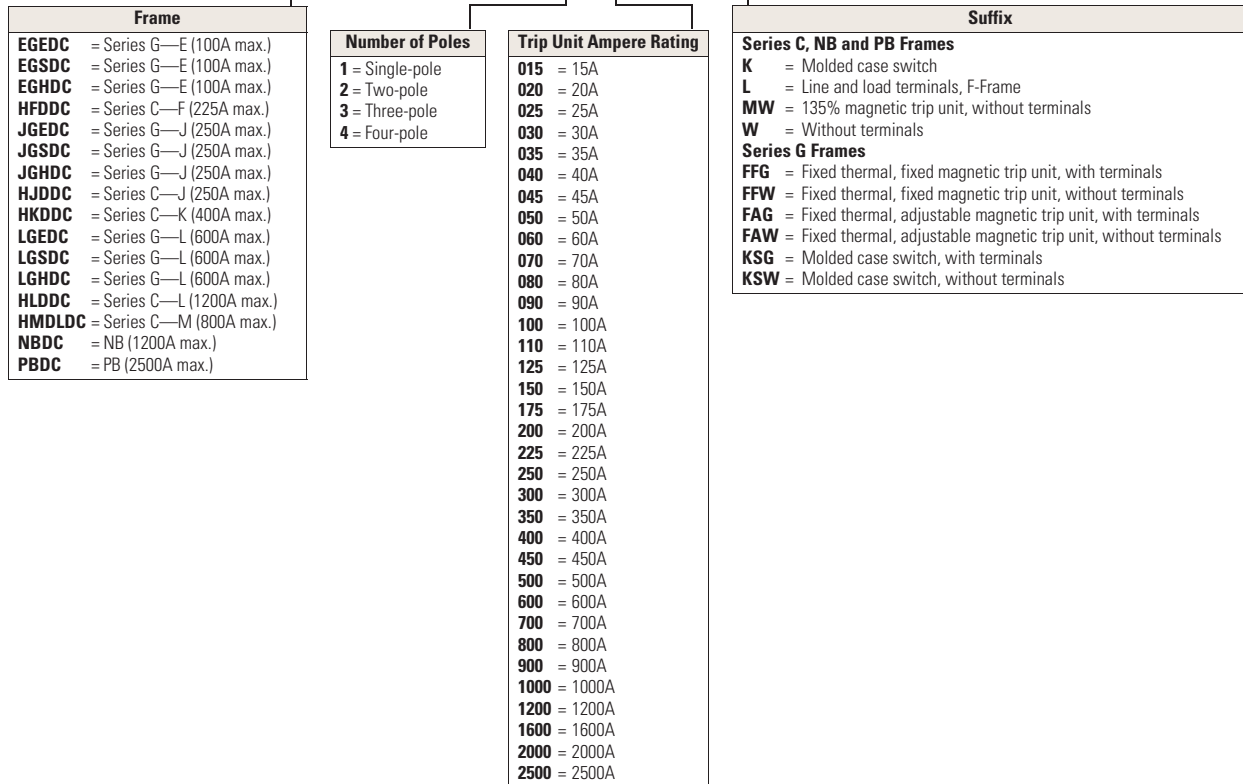 Frame
EGEDC = Series G—E (100A max.)
EGSDC = Series G—E (100A max.)
EGHDC = Series G—E (100A max.)
HFDDC = Series C—F (225A max.)
JGEDC = Series G—J (250A max.)
JGSDC = Series G—J (250A max.)
JGHDC = Series G—J (250A max.)
HJDDC = Series C—J (250A max.)
HKDDC = Series C—K (400A max.)
LGEDC = Series G—L (600A max.)
LGSDC = Series G—L (600A max.)
LGHDC = Series G—L (600A max.)
HLDDC = Series C—L (1200A max.)
HMDLDC = Series C—M (800A max.)
NBDC = NB (1200A max.)
PBDC = PB (2500A max.)
Number of Poles
1 = Single-pole
2 = Two-pole
3 = Three-pole
4 = Four-pole
Trip Unit Ampere Rating
015 = 15A
020 = 20A
025 = 25A
030 = 30A
035 = 35A
040 = 40A
045 = 45A
050 = 50A
060 = 60A
070 = 70A
080 = 80A
090 = 90A
100 = 100A
110 = 110A
125 = 125A
150 = 150A
175 = 175A
200 = 200A
225 = 225A
250 = 250A
300 = 300A
350 = 350A
400 = 400A
450 = 450A
500 = 500A
600 = 600A
700 = 700A
800 = 800A
900 = 900A
1000 = 1000A
1200 = 1200A
1600 = 1600A
2000 = 2000A
2500 = 2500A
Suffix
Series C, NB and PB Frames
K = Molded case switch
L = Line and load terminals, F-Frame
MW = 135% magnetic trip unit, without terminals
W = Without terminals
Series G Frames
FFG = Fixed thermal, fixed magnetic trip unit, with terminals
FFW = Fixed thermal, fixed magnetic trip unit, without terminals
FAG = Fixed thermal, adjustable magnetic trip unit, with terminals
FAW = Fixed thermal, adjustable magnetic trip unit, without terminals
KSG = Molded case switch, with terminals
KSW = Molded case switch, without terminals